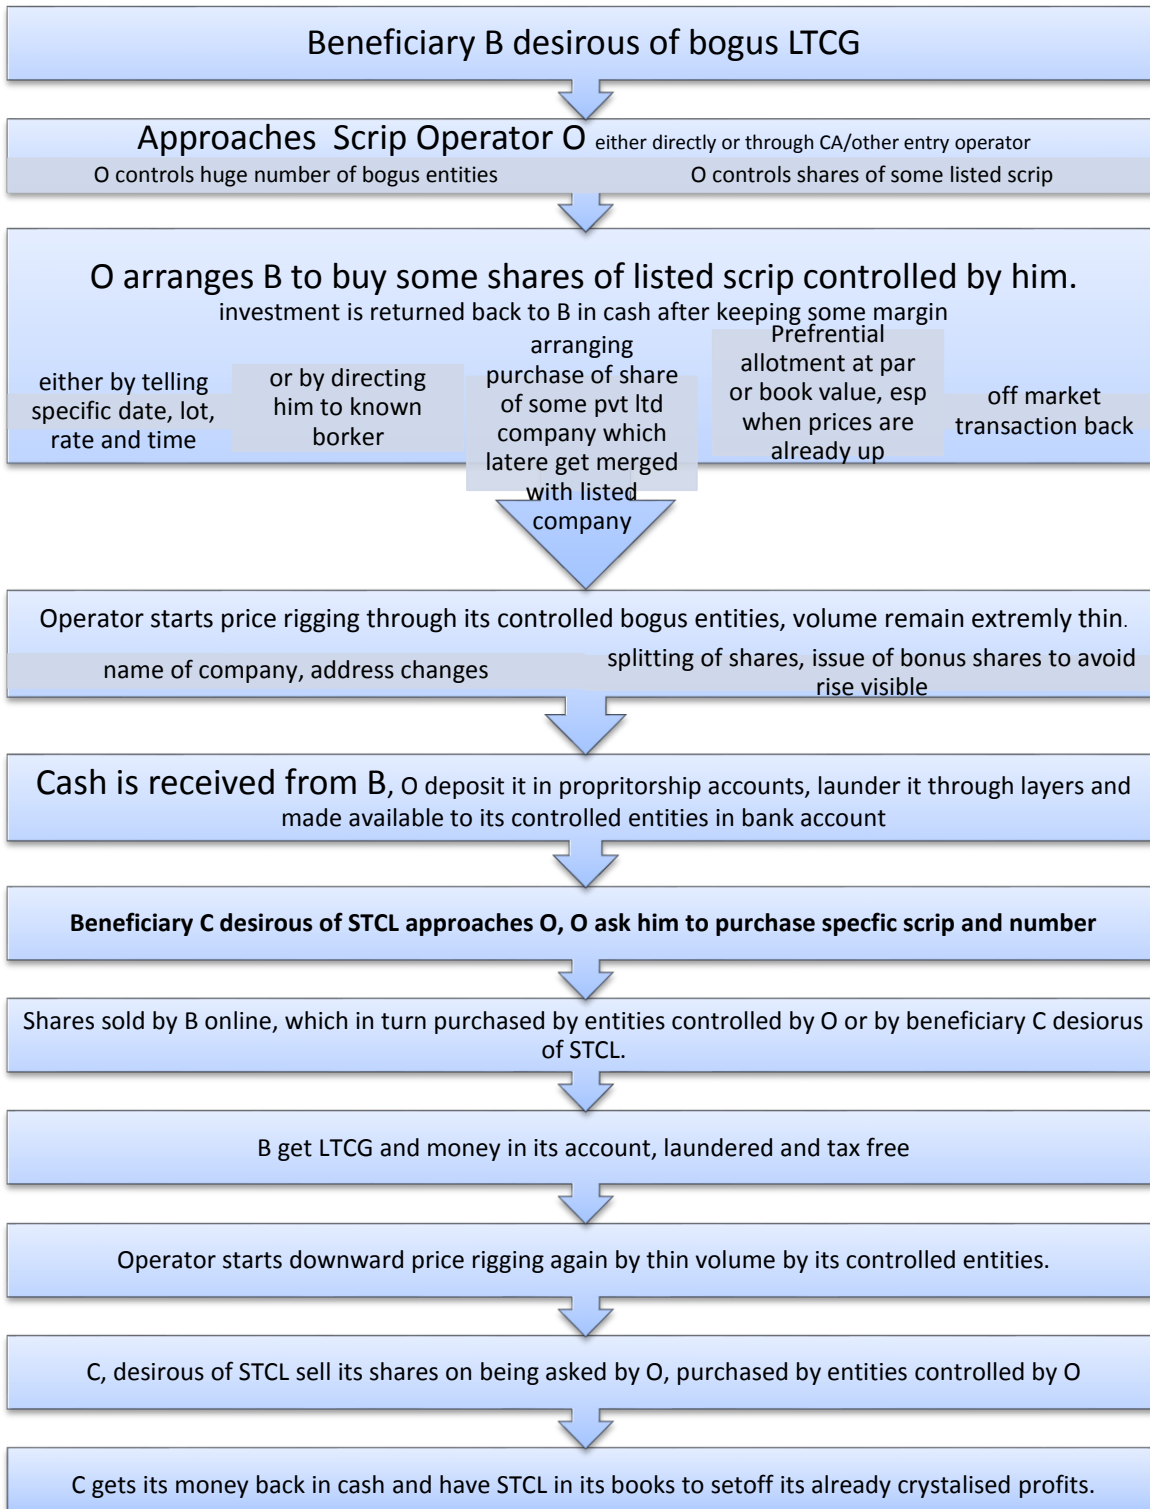 Beneficiary B desirous of bogus LTCG
Approaches Scrip Operator O either directly or through CA/other entry operator
O controls huge number of bogus entities
O controls shares of some listed scrip
O arranges B to buy some shares of listed scrip controlled by him.
investment is returned back to B in cash after keeping some margin
either by telling
specific date, lot,
rate and time
or by directing
him to known
borker
arranging
purchase of share
of some pvt ltd
company which
latere get merged
with listed
company
Prefrential
allotment at par
or book value, esp
when prices are
already up
off market
transaction back
Operator starts price rigging through its controlled bogus entities, volume remain extremly thin.
name of company, address changes
splitting of shares, issue of bonus shares to avoid
rise visible
Cash is received from B, O deposit it in propritorship accounts, launder it through layers and
made available to its controlled entities in bank account
Beneficiary C desirous of STCL approaches O, O ask him to purchase specfic scrip and number
Shares sold by B online, which in turn purchased by entities controlled by O or by beneficiary C desiorus
of STCL.
B get LTCG and money in its account, laundered and tax free
Operator starts downward price rigging again by thin volume by its controlled entities.
C, desirous of STCL sell its shares on being asked by O, purchased by entities controlled by O
C gets its money back in cash and have STCL in its books to setoff its already crystalised profits.